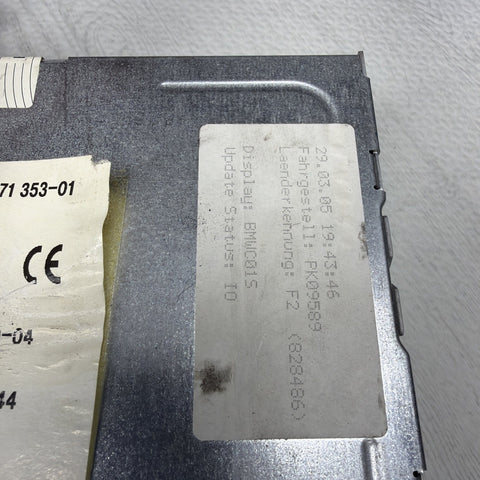 71 353-01
CE
-04
44
29.03.05 19:43:46
Fahrgestell: PK09589
Laenderkennung: F2 (828486)
Display: BMWC01S
Update Status: IO